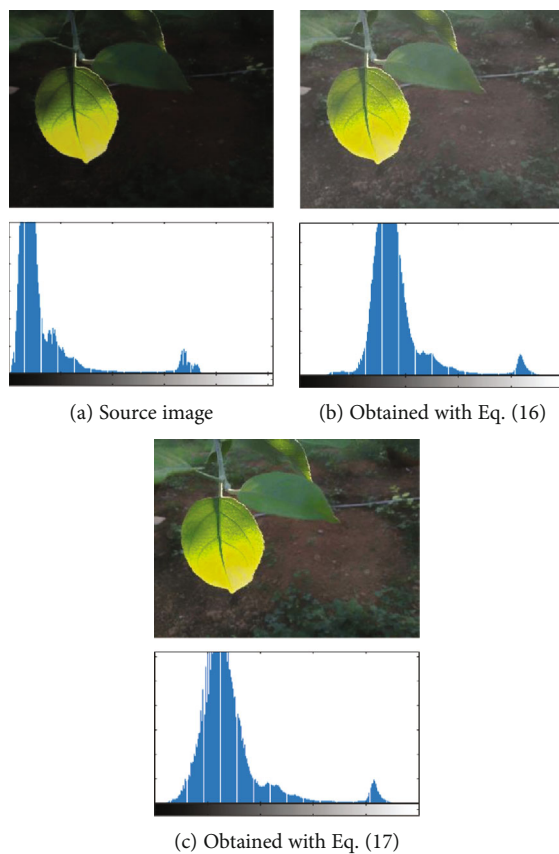 (a) Source image
(b) Obtained with Eq. (16)
(c) Obtained with Eq. (17)